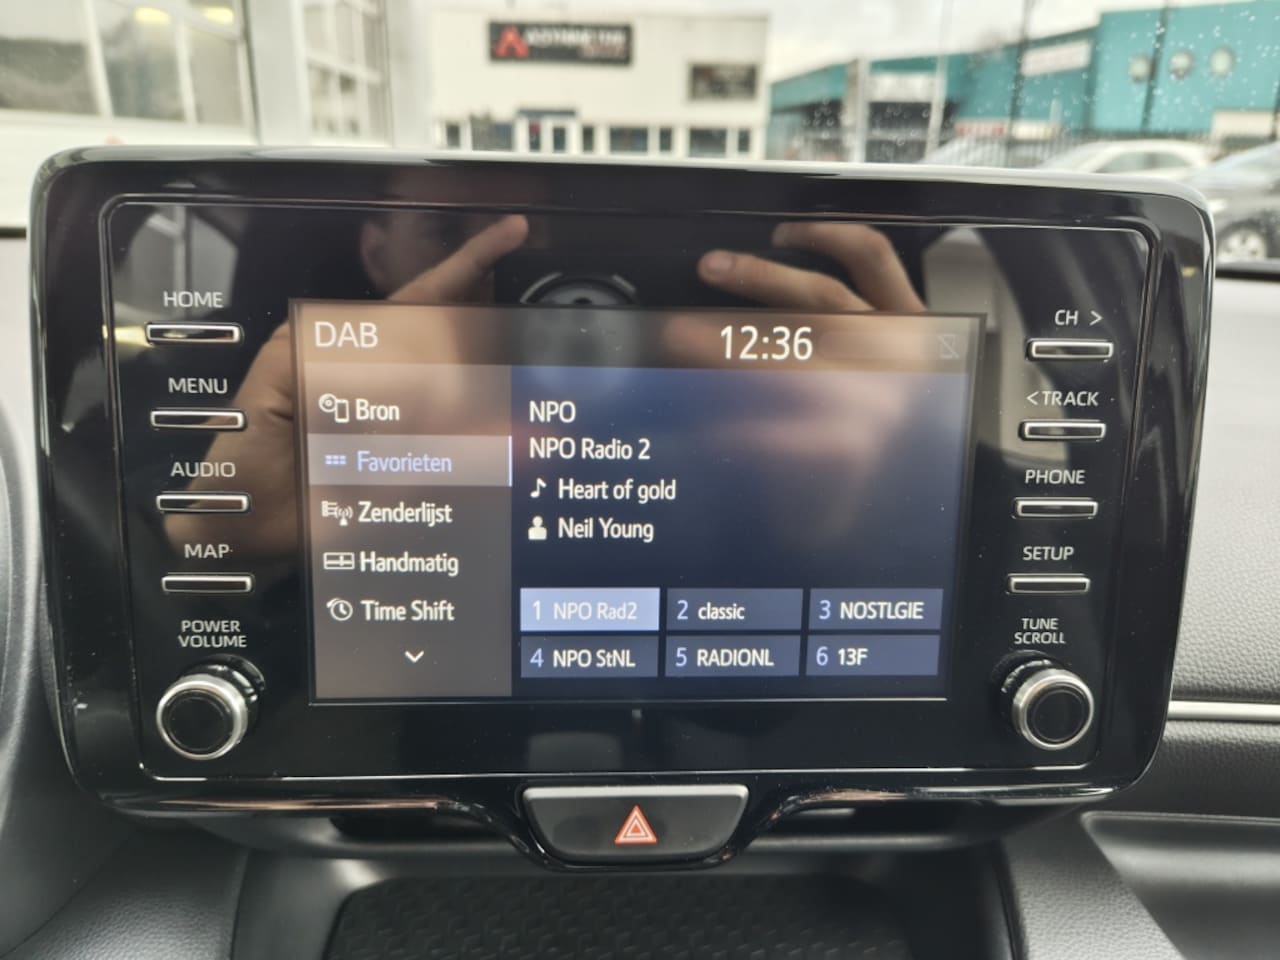 HOME
MENU
AUDIO
MAP
POWER
VOLUME
DAB
12:36
Bron
Favorieten
Zenderlijst
Handmatig
Time Shift
NPO
NPO Radio 2
Heart of gold
Neil Young
1 NPO Rad2
2 classic
3 NOSTLGIE
4 NPO StNL
5 RADIONL
6 13F
CH >
< TRACK
PHONE
SETUP
TUNE
SCROLL